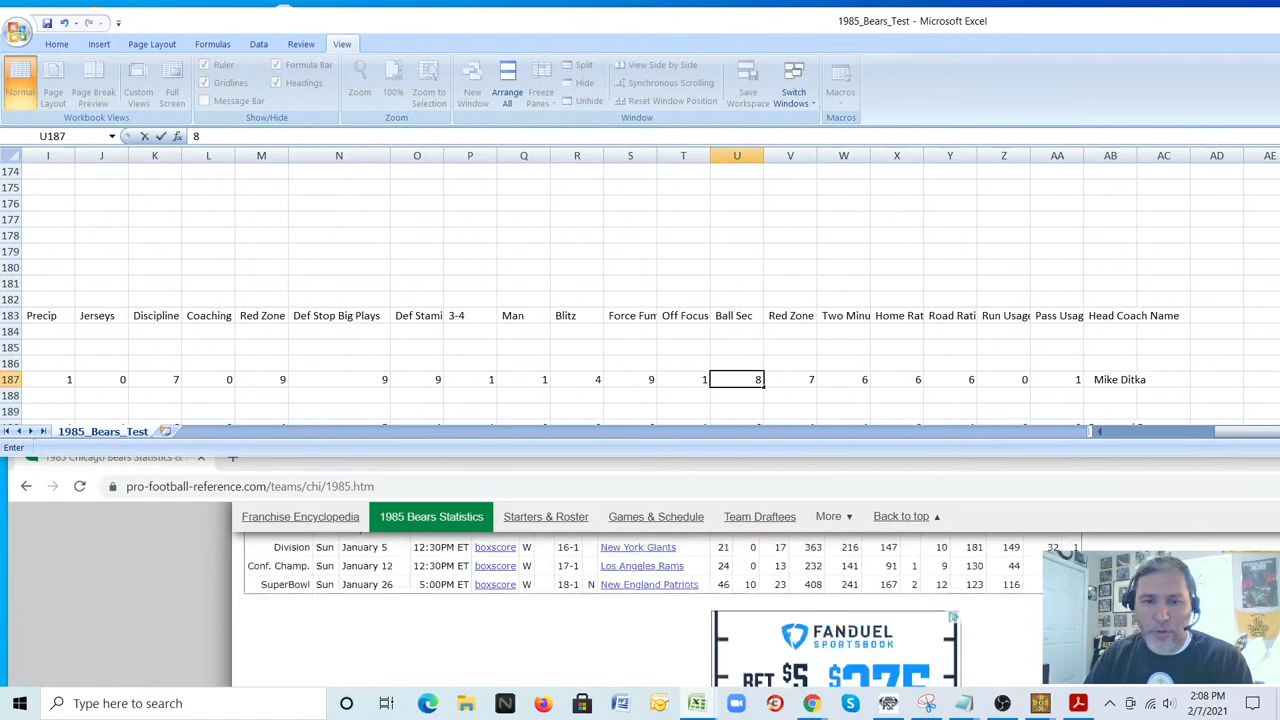 1985_Bears_Test - Microsoft Excel
Home Insert Page Layout Formulas Data Review View
Normal Page Layout Page Break Preview Custom Views Full Screen
Ruler Formula Bar
Gridlines Headings
Message Bar
Zoom 100% Zoom to Selection
New Window Arrange All Freeze Panes
Split
Hide
Unhide
View Side by Side
Synchronous Scrolling
Reset Window Position
Save Workspace Switch Windows Macros
Workbook Views Show/Hide Zoom Window Macros
U187 fx 8
I J K L M N O P Q R S T U V W X Y Z AA AB AC AD AE
174
175
176
177
178
179
180
181
182
183 Precip Jerseys Discipline Coaching Red Zone Def Stop Big Plays Def Stami 3-4 Man Blitz Force Fum Off Focus Ball Sec Red Zone Two Minu Home Rat Road Rati Run Usage Pass Usag Head Coach Name
184
185
186
187 1 0 7 0 9 9 9 1 1 4 9 1 8 7 6 6 6 0 1 Mike Ditka
188
189
1985_Bears_Test
Enter
1985 Chicago Bears Statistics &
pro-football-reference.com/teams/chi/1985.htm
Franchise Encyclopedia 1985 Bears Statistics Starters & Roster Games & Schedule Team Draftees More ▼ Back to top ▲
Division Sun January 5 12:30PM ET boxscore W 16-1 New York Giants 21 0 17 363 216 147 10 181 149 32 1
Conf. Champ. Sun January 12 12:30PM ET boxscore W 17-1 Los Angeles Rams 24 0 13 232 141 91 1 9 130 44
SuperBowl Sun January 26 5:00PM ET boxscore W 18-1 N New England Patriots 46 10 23 408 241 167 2 12 123 116
FANDUEL
SPORTSBOOK
BET $5
Type here to search
2:08 PM
2/7/2021